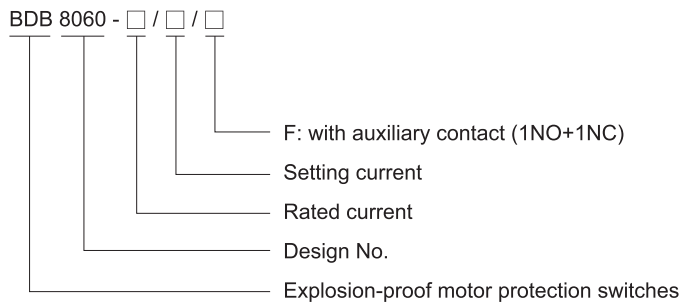 BDB 8060 - □ / □ / □
F: with auxiliary contact (1NO+1NC)
Setting current
Rated current
Design No.
Explosion-proof motor protection switches